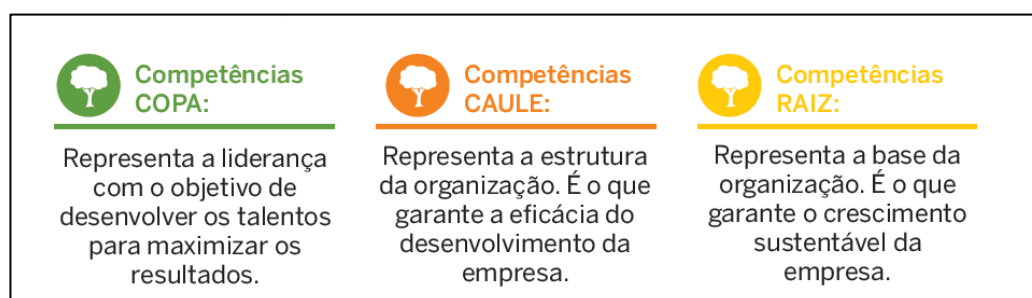 Competências
COPA:
Representa a liderança
com o objetivo de
desenvolver os talentos
para maximizar os
resultados.
Competências
CAULE:
Representa a estrutura
da organização. É o que
garante a eficácia do
desenvolvimento da
empresa.
Competências
RAIZ:
Representa a base da
organização. É o que
garante o crescimento
sustentável da
empresa.